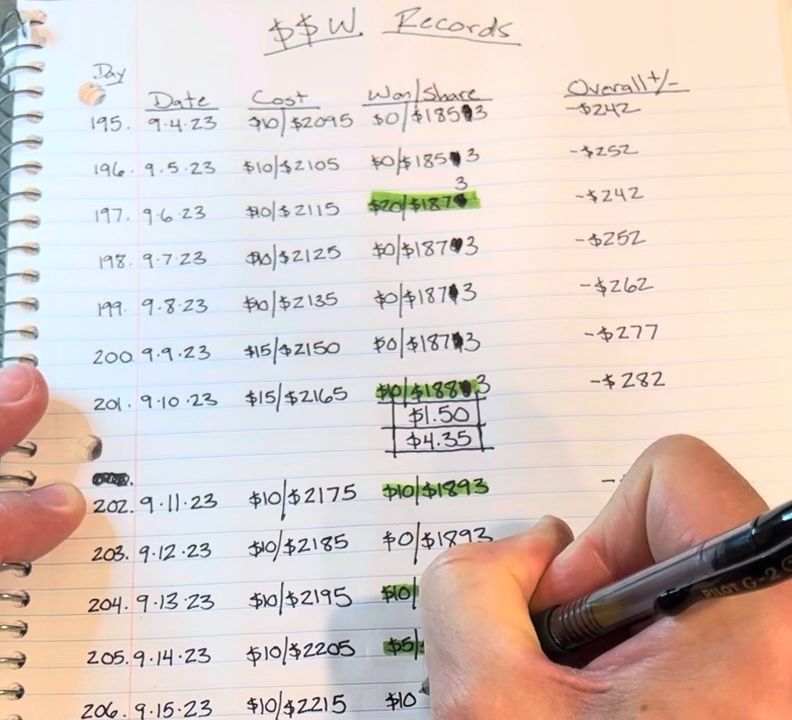 $$W. Records
Day Date Cost Won/Share Overall +/-
195. 9.4.23 $10/$2095 $0/$1853 -$242
196. 9.5.23 $10/$2105 $0/$1853 -$252
197. 9.6.23 $10/$2115 $20/$1873 -$242
198. 9.7.23 $10/$2125 $0/$1873 -$252
199. 9.8.23 $10/$2135 $0/$1873 -$262
200. 9.9.23 $15/$2150 $0/$1873 -$277
201. 9.10.23 $15/$2165 $10/$1883 -$282
$1.50
$4.35
202. 9.11.23 $10/$2175 $10/$1893 -
203. 9.12.23 $10/$2185 $0/$1893
204. 9.13.23 $10/$2195 $10/
205. 9.14.23 $10/$2205 $5/
206. 9.15.23 $10/$2215 $10
PILOT G-2